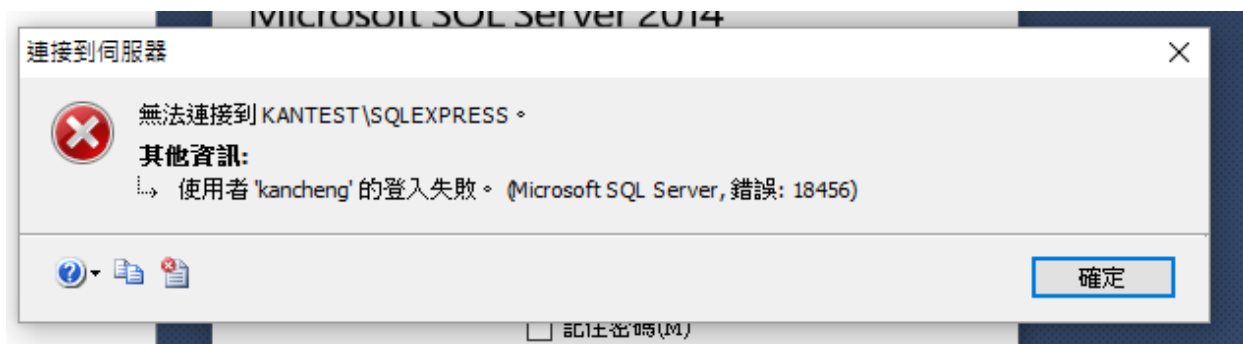 Microsoft SQL Server 2014
連接到伺服器
無法連接到 KANTEST\SQLEXPRESS。
其他資訊:
使用者 'kancheng' 的登入失敗。 (Microsoft SQL Server, 錯誤: 18456)
確定
記住密碼(M)